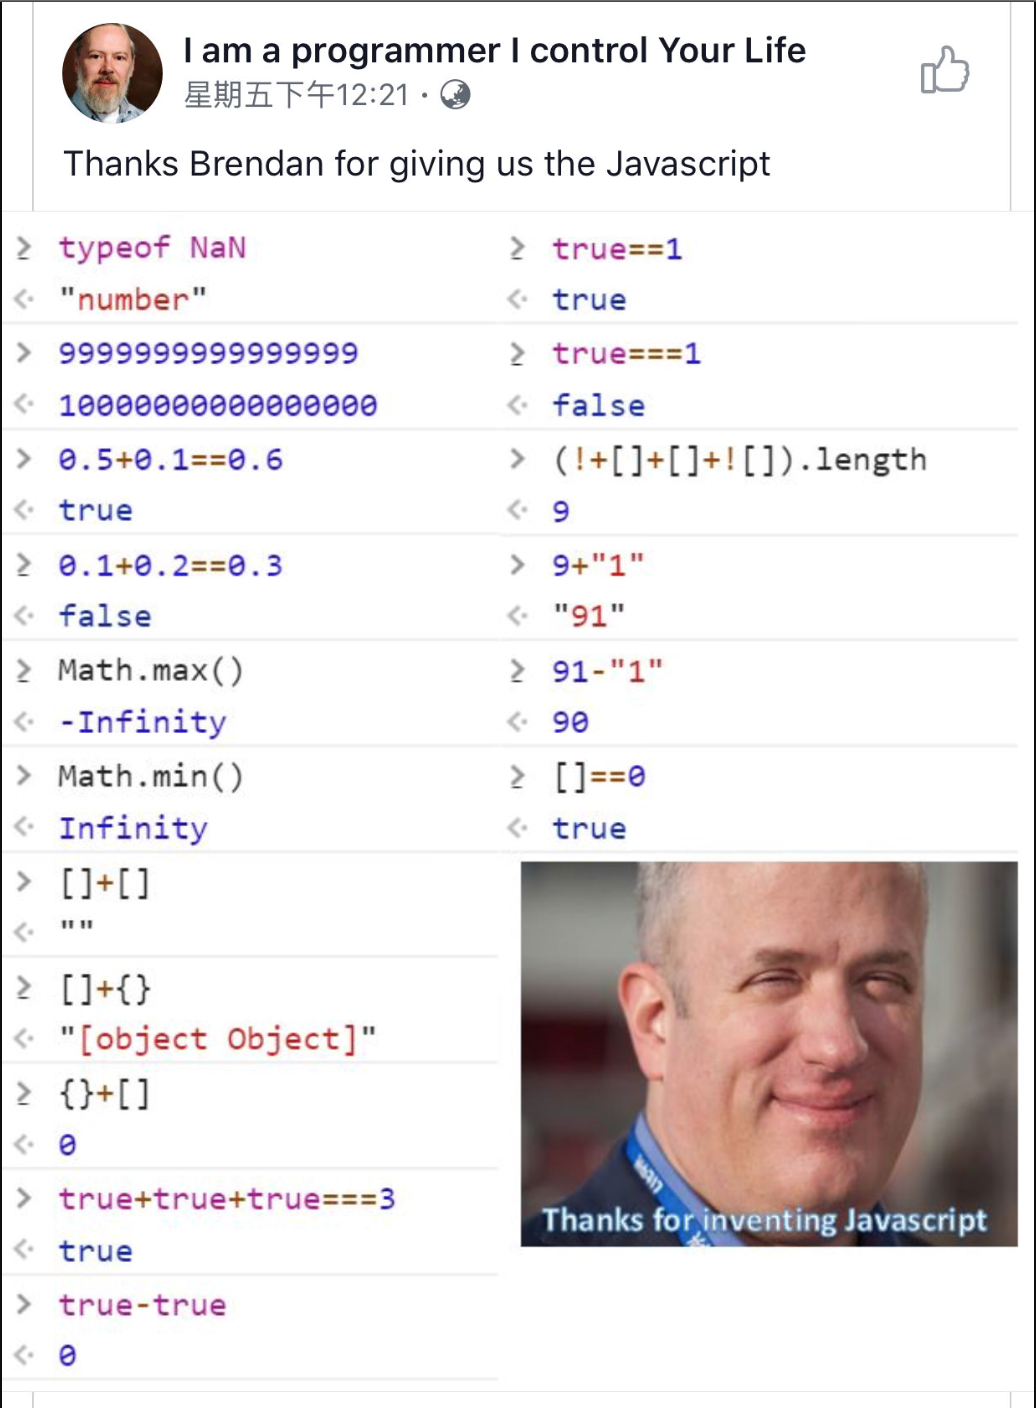 I am a programmer I control Your Life
星期五下午12:21 ·
Thanks Brendan for giving us the Javascript
> typeof NaN
<· "number"
> 9999999999999999
<· 10000000000000000
> 0.5+0.1==0.6
<· true
> 0.1+0.2==0.3
<· false
> Math.max()
<· -Infinity
> Math.min()
<· Infinity
> []+[]
<· ""
> []+{}
<· "[object Object]"
> {}+[]
<· 0
> true+true+true===3
<· true
> true-true
<· 0
> true==1
<· true
> true===1
<· false
> (!+[]+[]+![]).length
<· 9
> 9+"1"
<· "91"
> 91-"1"
<· 90
> []==0
<· true
Thanks for inventing Javascript